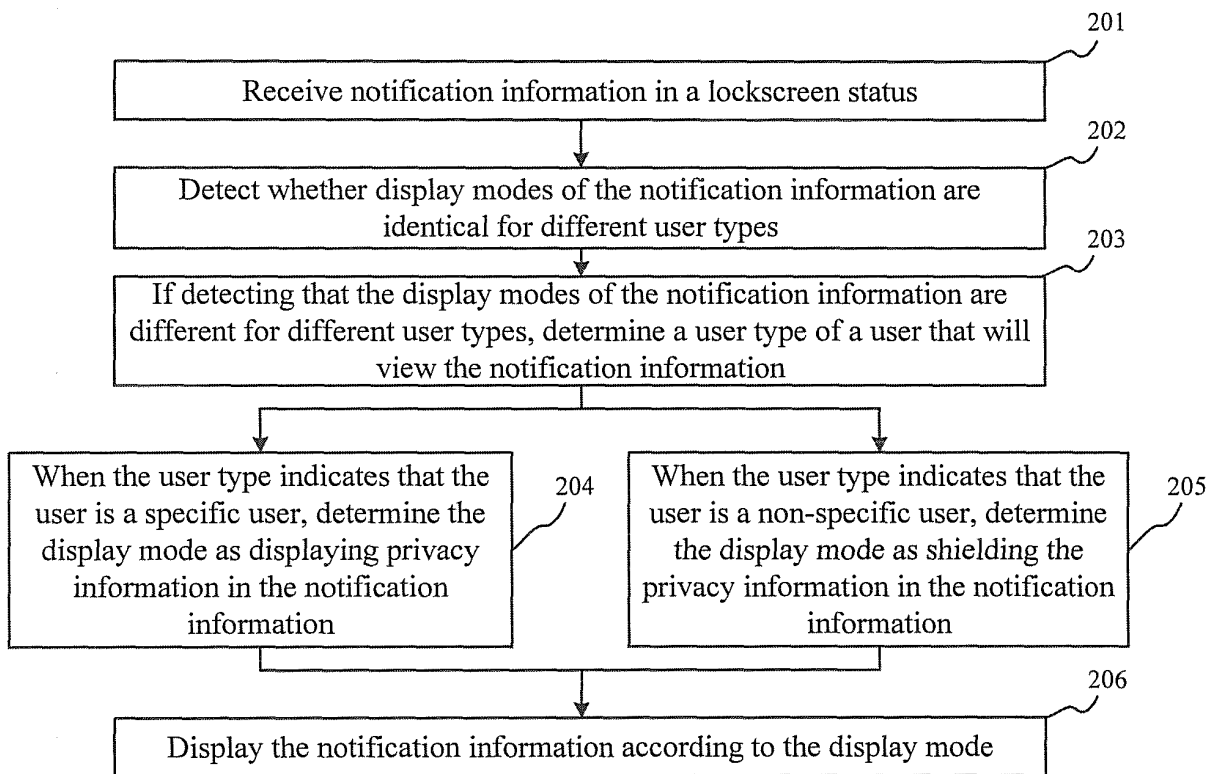 201
Receive notification information in a lockscreen status
202
Detect whether display modes of the notification information are
identical for different user types
203
If detecting that the display modes of the notification information are
different for different user types, determine a user type of a user that will
view the notification information
When the user type indicates that the
user is a specific user, determine the
display mode as displaying privacy
information in the notification
information
204
When the user type indicates that the
user is a non-specific user, determine
the display mode as shielding the
privacy information in the notification
information
205
206
Display the notification information according to the display mode